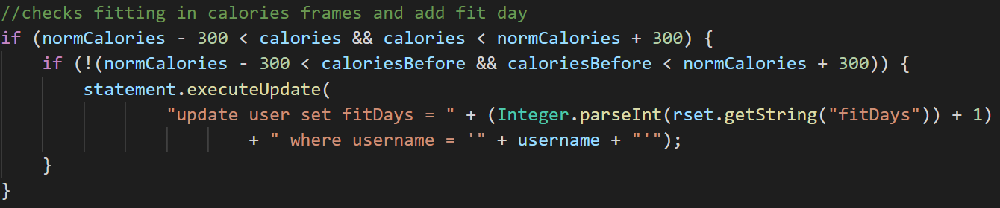 //checks fitting in calories frames and add fit day
if (normCalories - 300 < calories && calories < normCalories + 300) {
    if (!(normCalories - 300 < caloriesBefore && caloriesBefore < normCalories + 300)) {
        statement.executeUpdate(
                "update user set fitDays = " + (Integer.parseInt(rset.getString("fitDays")) + 1)
                        + " where username = '" + username + "'");
    }
}